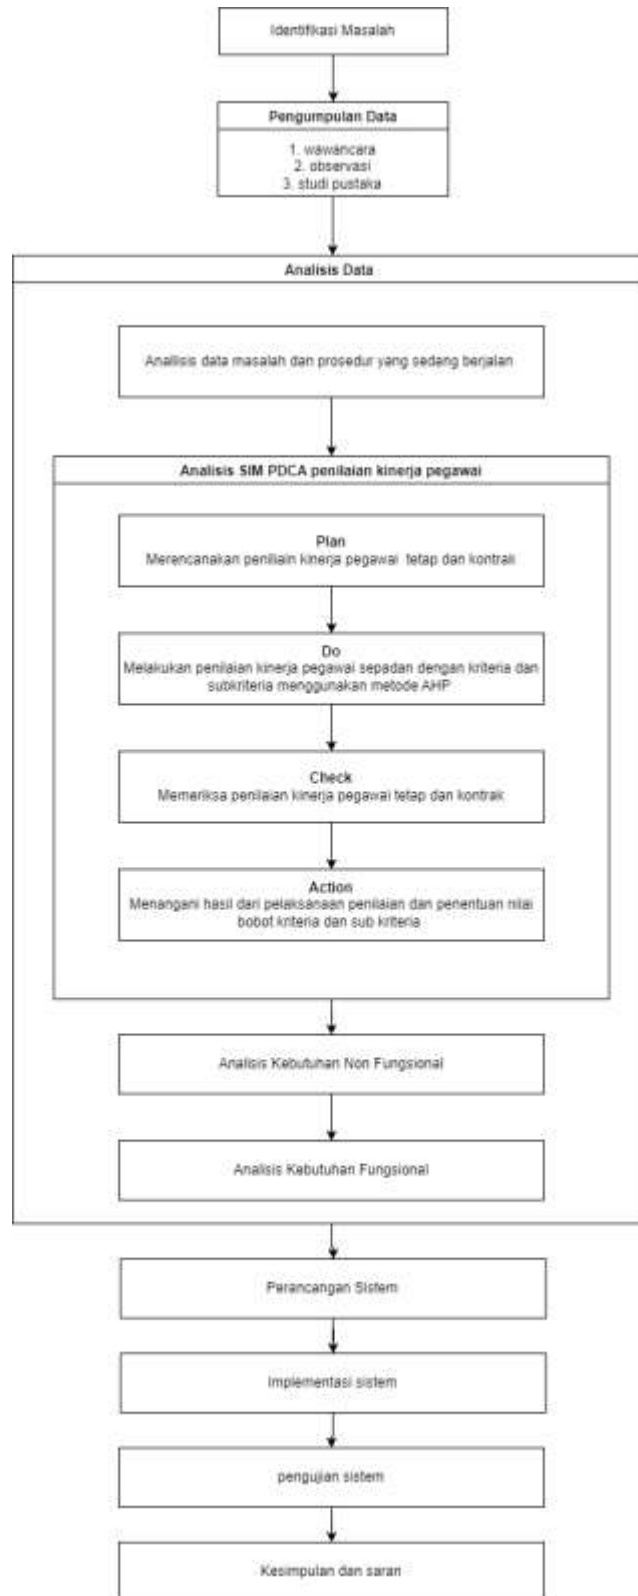 Identifikasi Masalah
Pengumpulan Data
1. wawancara
2. observasi
3. studi pustaka
Analisis Data
Anallisis data masalah dan prosedur yang sedang berjalan
Analisis SIM PDCA penilaian kinerja pegawai
Plan
Merencanakan peniliain kinerja pegawai tetap dan kontrak
Do
Melakukan penilaian kinerja pegawai sepadan dengan kriteria dan
subkriteria menggunakan metode AHP
Check
Memeriksa penilaian kinerja pegawai tetap dan kontrak
Action
Menangani hasil dari pelaksanaan penilaian dan penentuan nilai
bobot kriteria dan sub kriteria
Analisis Kebutuhan Non Fungsional
Analisis Kebutuhan Fungsional
Perancangan Sistem
Implementasi sistem
pengujian sistem
Kesimpulan dan saran